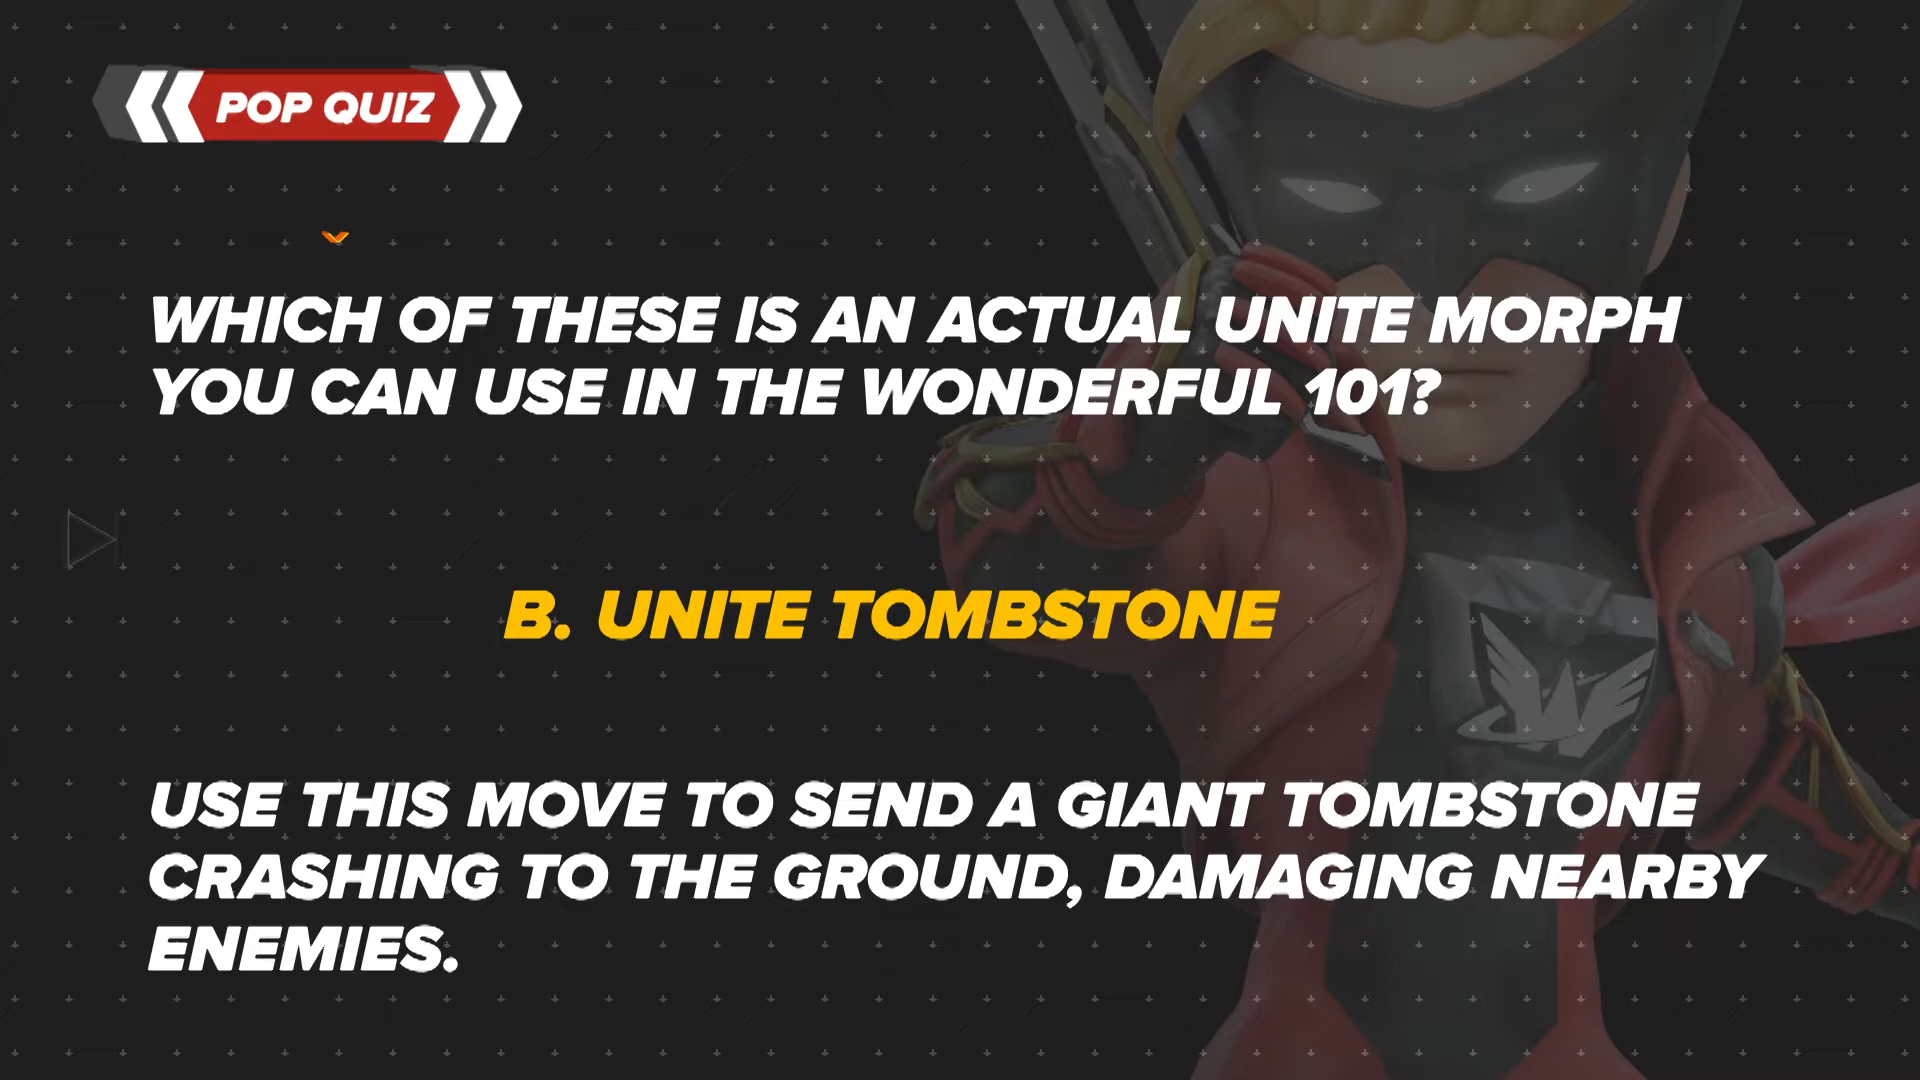 POP QUIZ
WHICH OF THESE IS AN ACTUAL UNITE MORPH
YOU CAN USE IN THE WONDERFUL 101?
B. UNITE TOMBSTONE
USE THIS MOVE TO SEND A GIANT TOMBSTONE
CRASHING TO THE GROUND, DAMAGING NEARBY
ENEMIES.
W